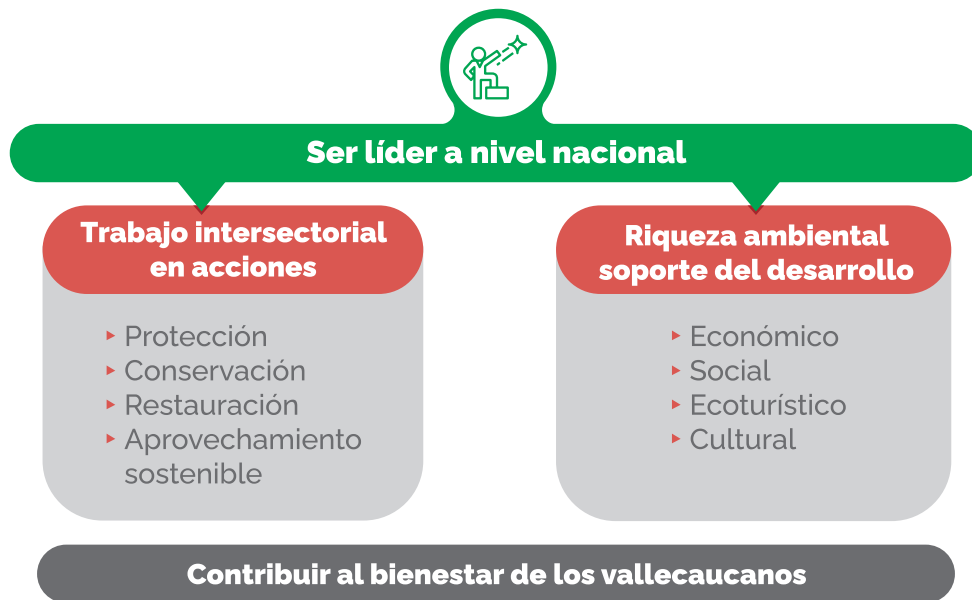 Ser líder a nivel nacional
Trabajo intersectorial
en acciones
Protección
Conservación
Restauración
Aprovechamiento
sostenible
Riqueza ambiental
soporte del desarrollo
Económico
Social
Ecoturístico
Cultural
Contribuir al bienestar de los vallecaucanos